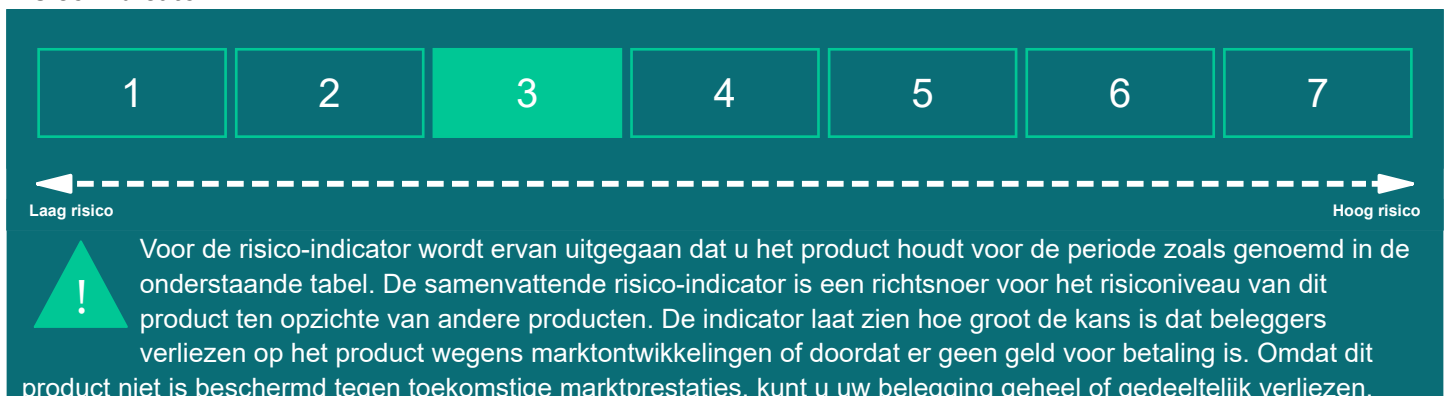 1 2 3 4 5 6 7
Laag risico Hoog risico
Voor de risico-indicator wordt ervan uitgegaan dat u het product houdt voor de periode zoals genoemd in de
! onderstaande tabel. De samenvattende risico-indicator is een richtsnoer voor het risiconiveau van dit
product ten opzichte van andere producten. De indicator laat zien hoe groot de kans is dat beleggers
verliezen op het product wegens marktontwikkelingen of doordat er geen geld voor betaling is. Omdat dit
product niet is beschermd tegen toekomstige marktprestaties, kunt u uw belegging geheel of gedeeltelijk verliezen.